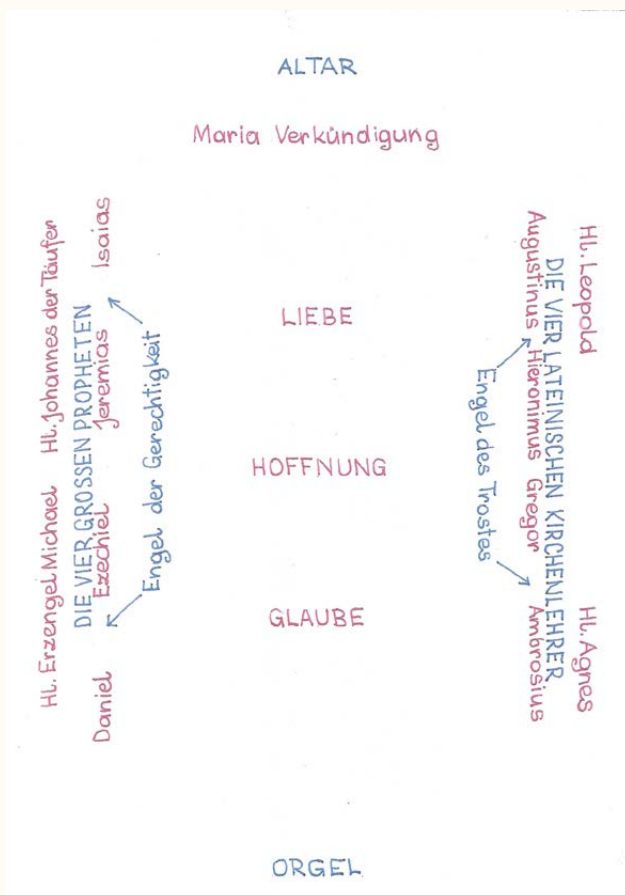 ALTAR
Maria Verkündigung
Hl. Erzengel Michael Hl. Johannes der Täufer
DIE VIER GROSSEN PROPHETEN
Daniel Ezechiel Jeremias Isaias
Engel der Gerechtigkeit
LIEBE
HOFFNUNG
GLAUBE
Hl. Leopold Hl. Agnes
DIE VIER LATEINISCHEN KIRCHENLEHRER
Augustinus Hieronimus Gregor Ambrosius
Engel des Trostes
ORGEL